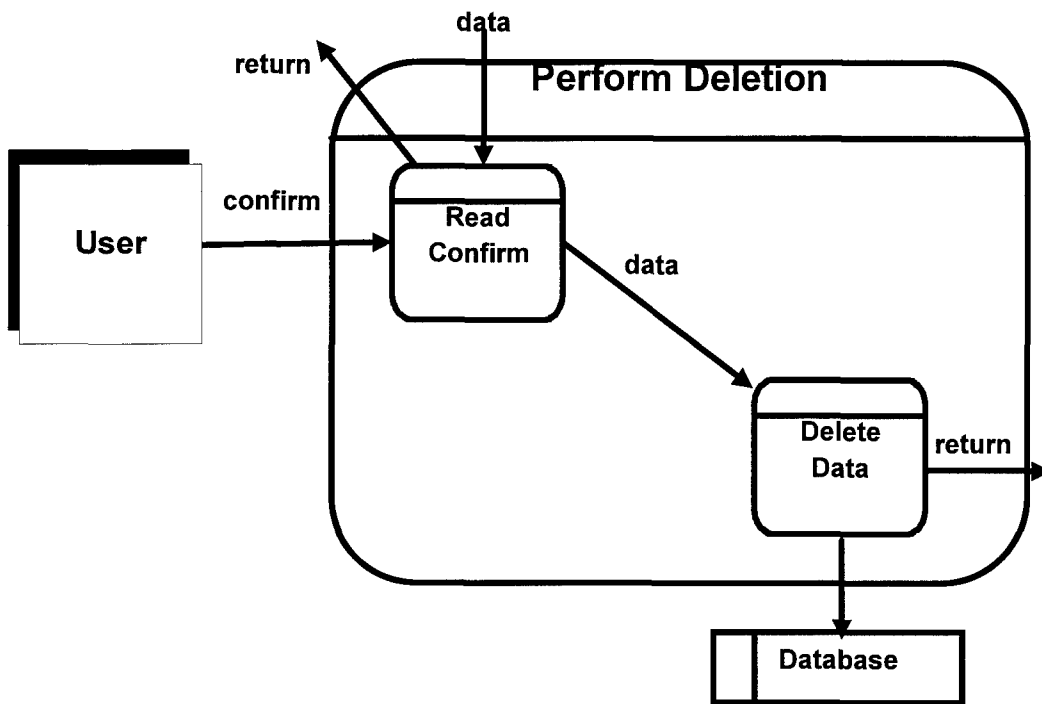 data
return
Perform Deletion
confirm
User
Read
Confirm
data
Delete
Data
return
Database